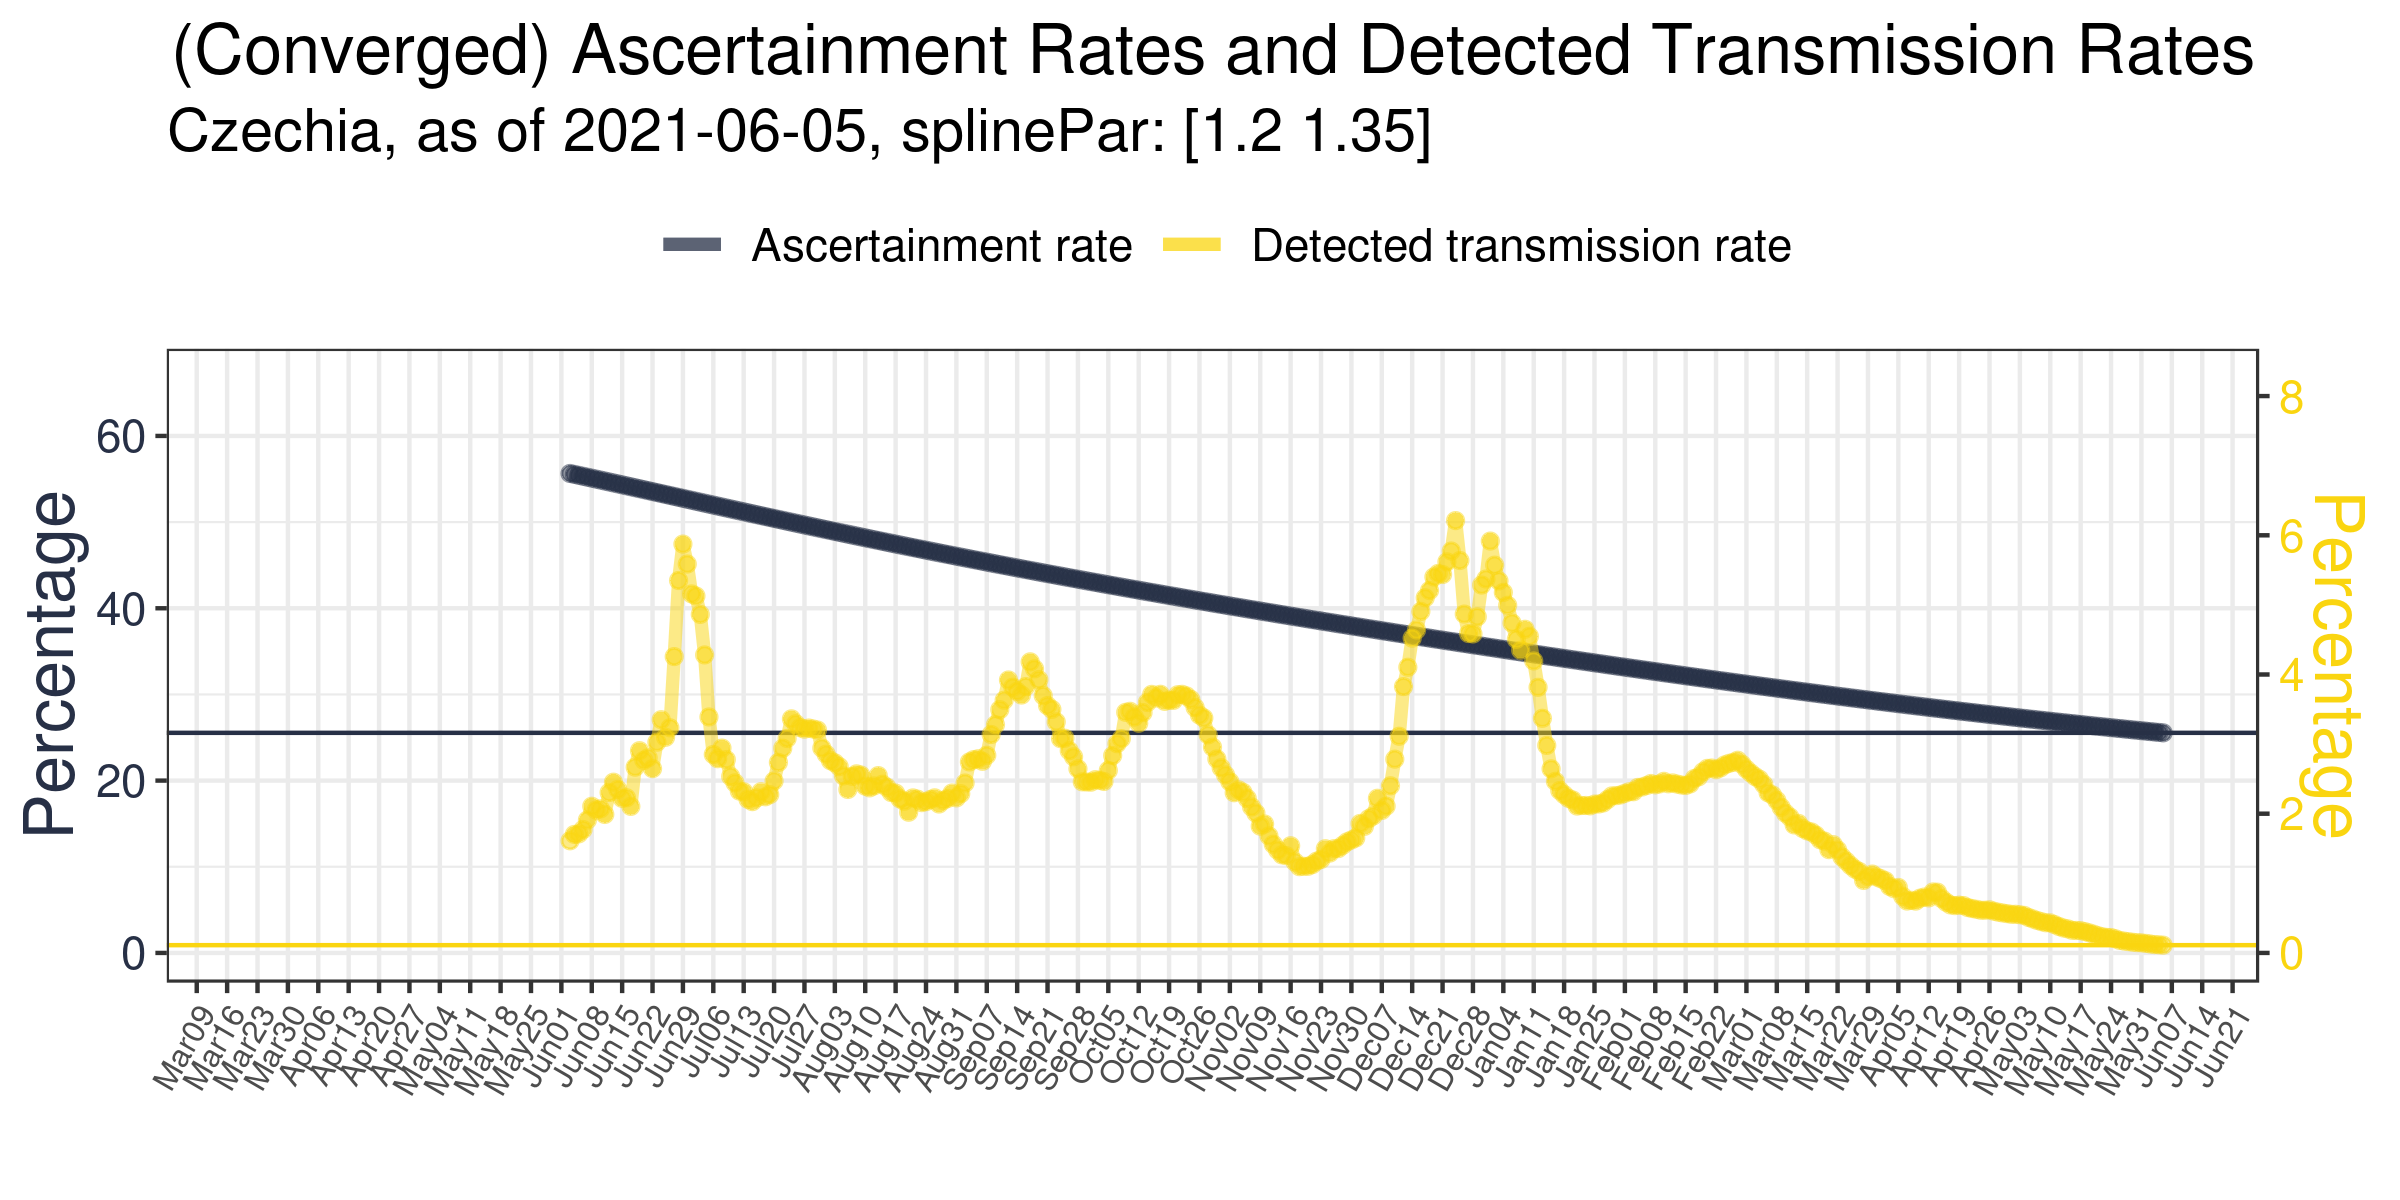 (Converged) Ascertainment Rates and Detected Transmission Rates
Czechia, as of 2021-06-05, splinePar: [1.2 1.35]
Ascertainment rate Detected transmission rate
Percentage
60
40
20
0
8
6
4
2
0
Percentage
Mar09
Mar16
Mar23
Mar30
Apr06
Apr13
Apr20
Apr27
May04
May11
May18
May25
Jun01
Jun08
Jun15
Jun22
Jun29
Jul06
Jul13
Jul20
Jul27
Aug03
Aug10
Aug17
Aug24
Aug31
Sep07
Sep14
Sep21
Sep28
Oct05
Oct12
Oct19
Oct26
Nov02
Nov09
Nov16
Nov23
Nov30
Dec07
Dec14
Dec21
Dec28
Jan04
Jan11
Jan18
Jan25
Feb01
Feb08
Feb15
Feb22
Mar01
Mar08
Mar15
Mar22
Mar29
Apr05
Apr12
Apr19
Apr26
May03
May10
May17
May24
May31
Jun07
Jun14
Jun21